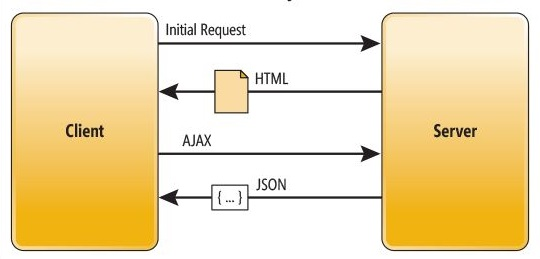 Initial Request
HTML
Client
Server
AJAX
JSON
{ ... }